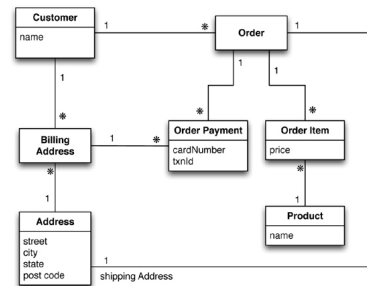 Customer
name
1
*
Order
1
1
1
1
*
*
*
*
Billing
Address
1
*
Order Payment
cardNumber
txnId
Order Item
price
*
1
*
1
Address
street
city
state
post code
Product
name
1
shipping Address